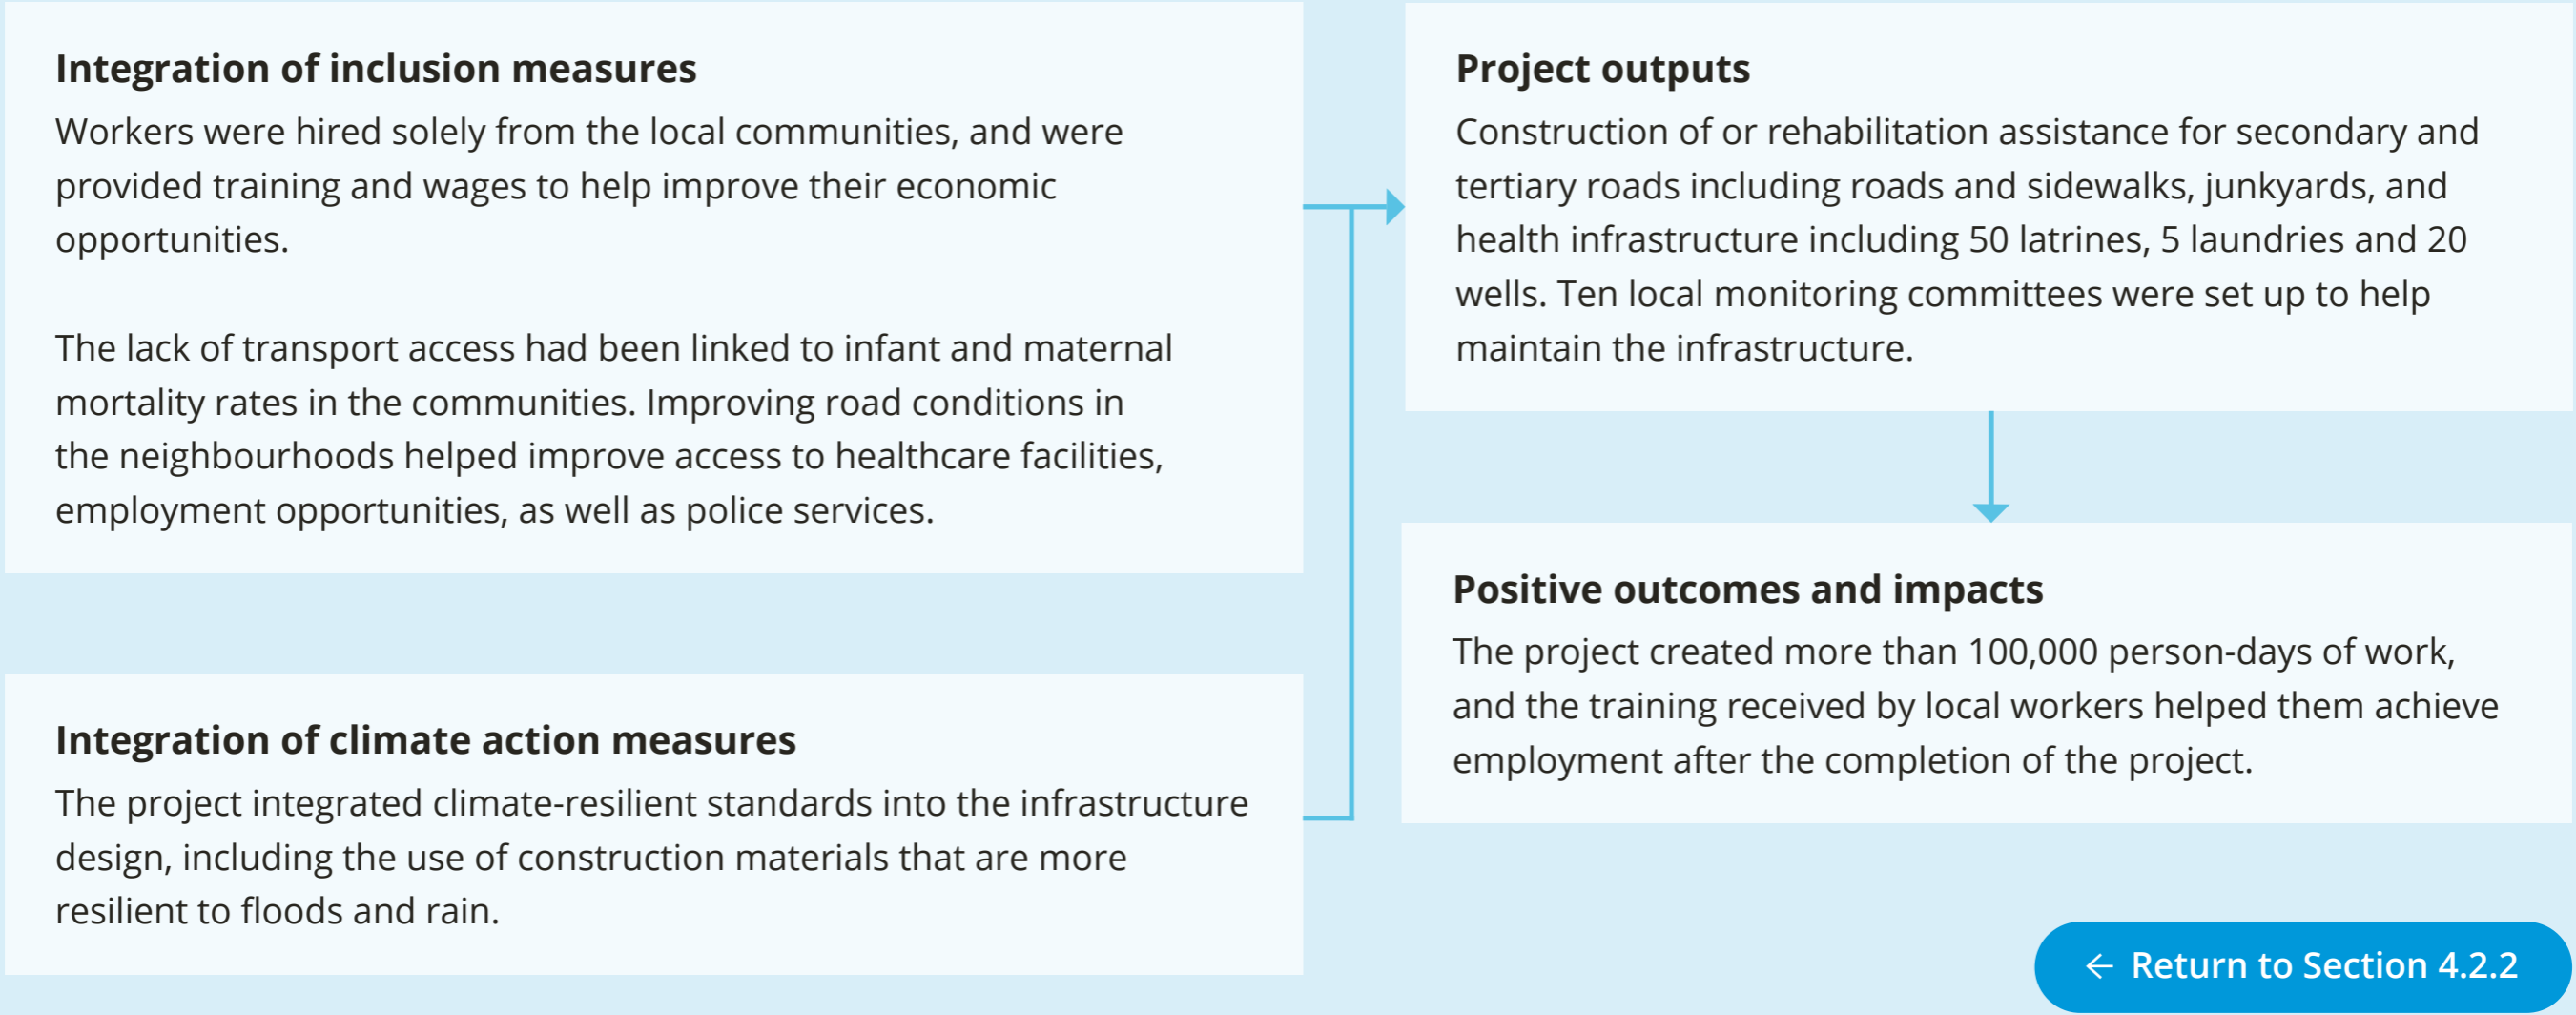 Integration of inclusion measures
Workers were hired solely from the local communities, and were
provided training and wages to help improve their economic
opportunities.
The lack of transport access had been linked to infant and maternal
mortality rates in the communities. Improving road conditions in
the neighbourhoods helped improve access to healthcare facilities,
employment opportunities, as well as police services.
Integration of climate action measures
The project integrated climate-resilient standards into the infrastructure
design, including the use of construction materials that are more
resilient to floods and rain.
Project outputs
Construction of or rehabilitation assistance for secondary and
tertiary roads including roads and sidewalks, junkyards, and
health infrastructure including 50 latrines, 5 laundries and 20
wells. Ten local monitoring committees were set up to help
maintain the infrastructure.
Positive outcomes and impacts
The project created more than 100,000 person-days of work,
and the training received by local workers helped them achieve
employment after the completion of the project.
← Return to Section 4.2.2